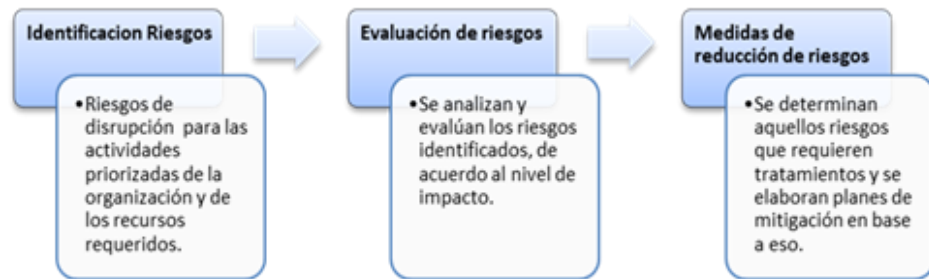 Identificacion Riesgos
•Riesgos de
disrupción para las
actividades
priorizadas de la
organización y de
los recursos
requeridos.
Evaluación de riesgos
•Se analizan y
evalúan los riesgos
identificados, de
acuerdo al nivel de
impacto.
Medidas de
reducción de riesgos
•Se determinan
aquellos riesgos
que requieren
tratamientos y se
elaboran planes de
mitigación en base
a eso.